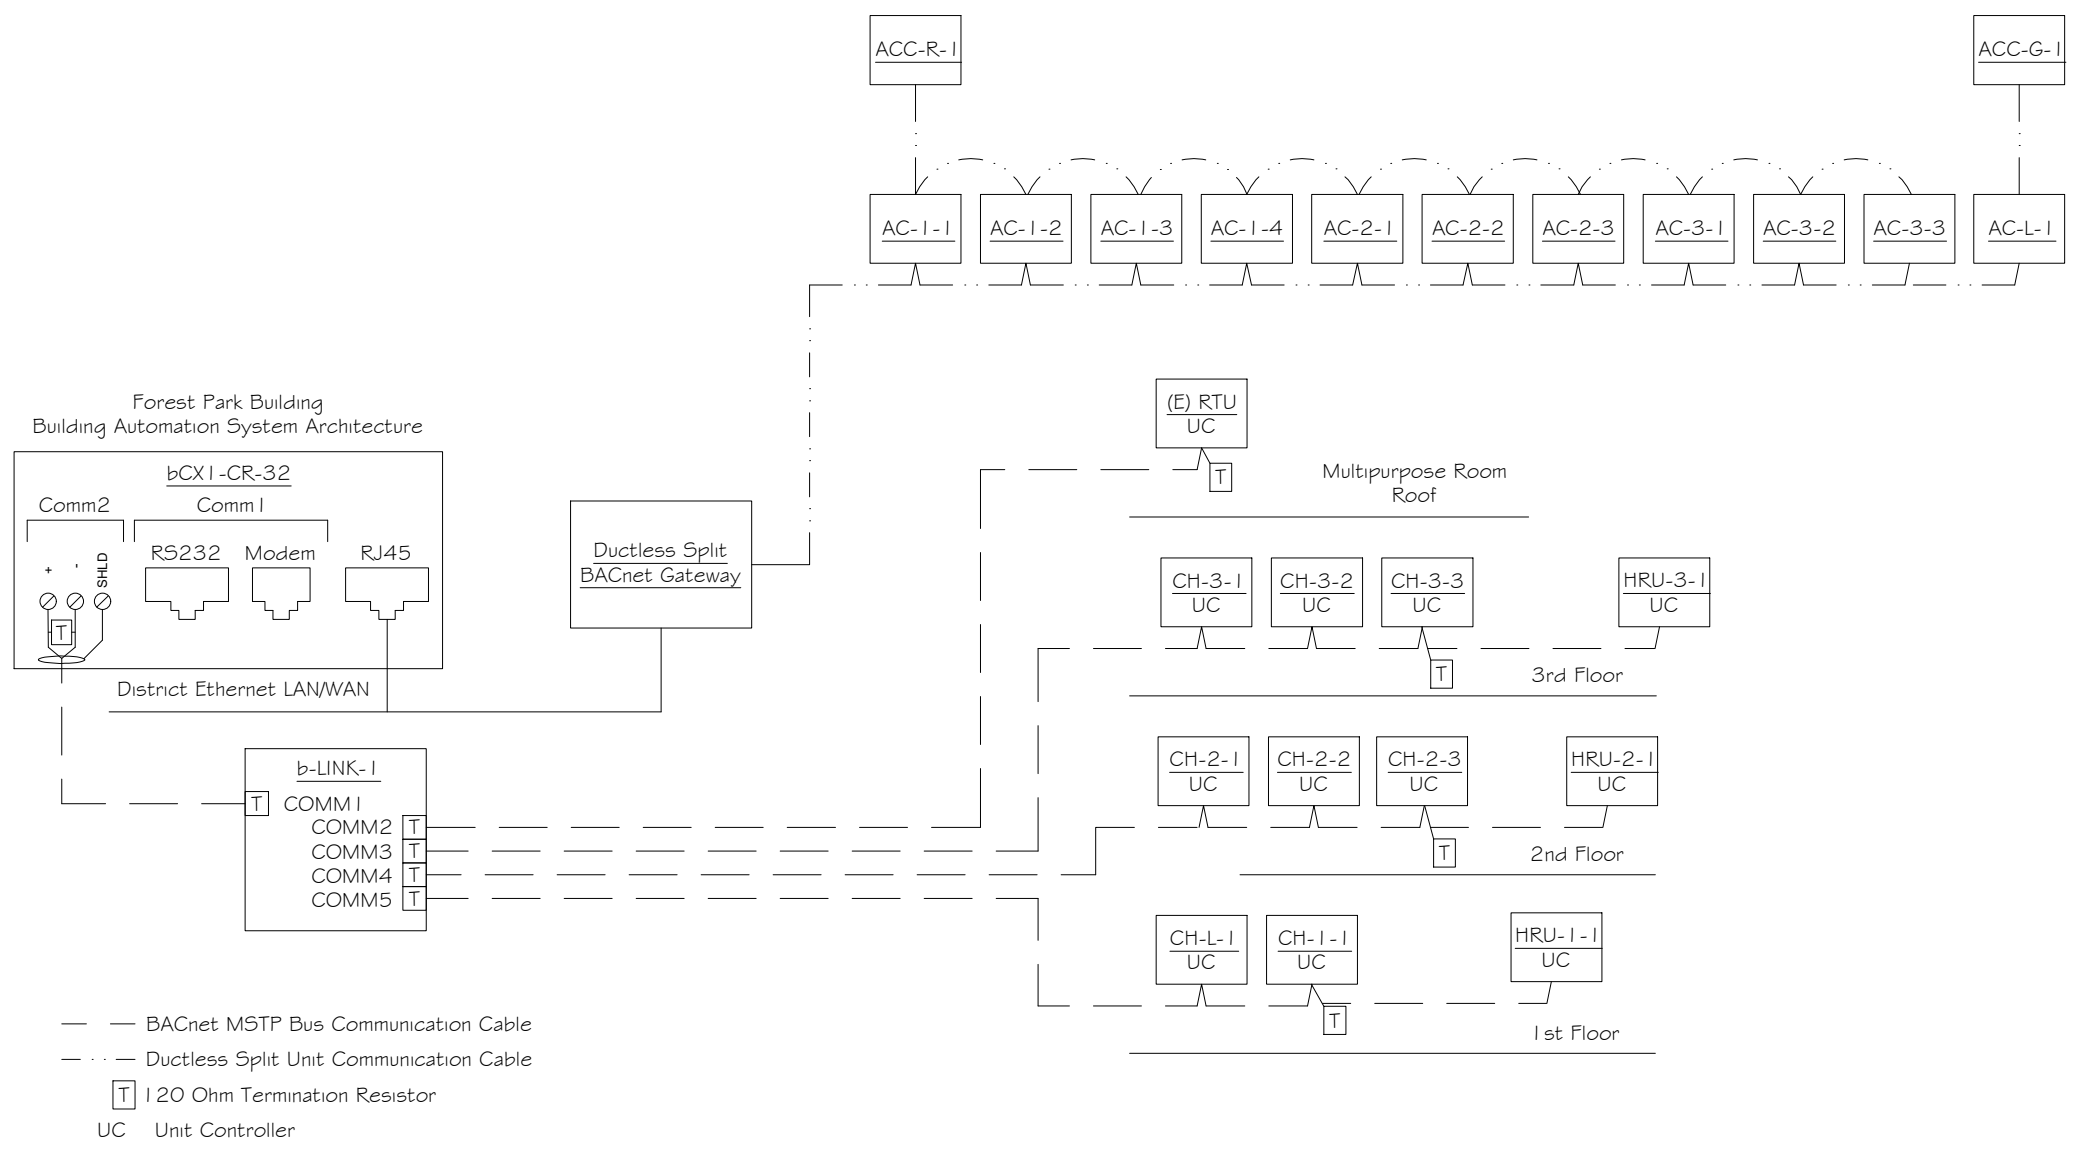 ACC-R-1
ACC-G-1
AC-1-1
AC-1-2
AC-1-3
AC-1-4
AC-2-1
AC-2-2
AC-2-3
AC-3-1
AC-3-2
AC-3-3
AC-L-1
Forest Park Building
Building Automation System Architecture
bCX1-CR-32
Comm2
Comm1
RS232
Modem
RJ45
+
-
SHLD
T
District Ethernet LAN/WAN
Ductless Split
BACnet Gateway
b-LINK-1
T COMM1
COMM2 T
COMM3 T
COMM4 T
COMM5 T
(E) RTU
UC
T
Multipurpose Room
Roof
CH-3-1
UC
CH-3-2
UC
CH-3-3
UC
HRU-3-1
UC
T
3rd Floor
CH-2-1
UC
CH-2-2
UC
CH-2-3
UC
HRU-2-1
UC
T
2nd Floor
CH-L-1
UC
CH-1-1
UC
HRU-1-1
UC
T
1st Floor
BACnet MSTP Bus Communication Cable
Ductless Split Unit Communication Cable
T 120 Ohm Termination Resistor
UC Unit Controller